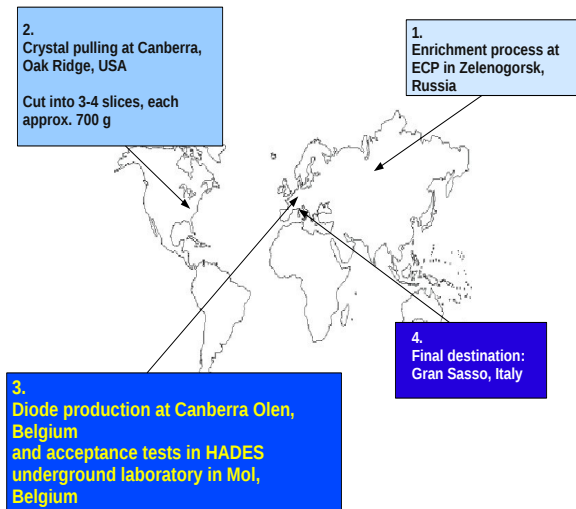 2.
Crystal pulling at Canberra,
Oak Ridge, USA
Cut into 3-4 slices, each
approx. 700 g
1.
Enrichment process at
ECP in Zelenogorsk,
Russia
3.
Diode production at Canberra Olen,
Belgium
and acceptance tests in HADES
underground laboratory in Mol,
Belgium
4.
Final destination:
Gran Sasso, Italy